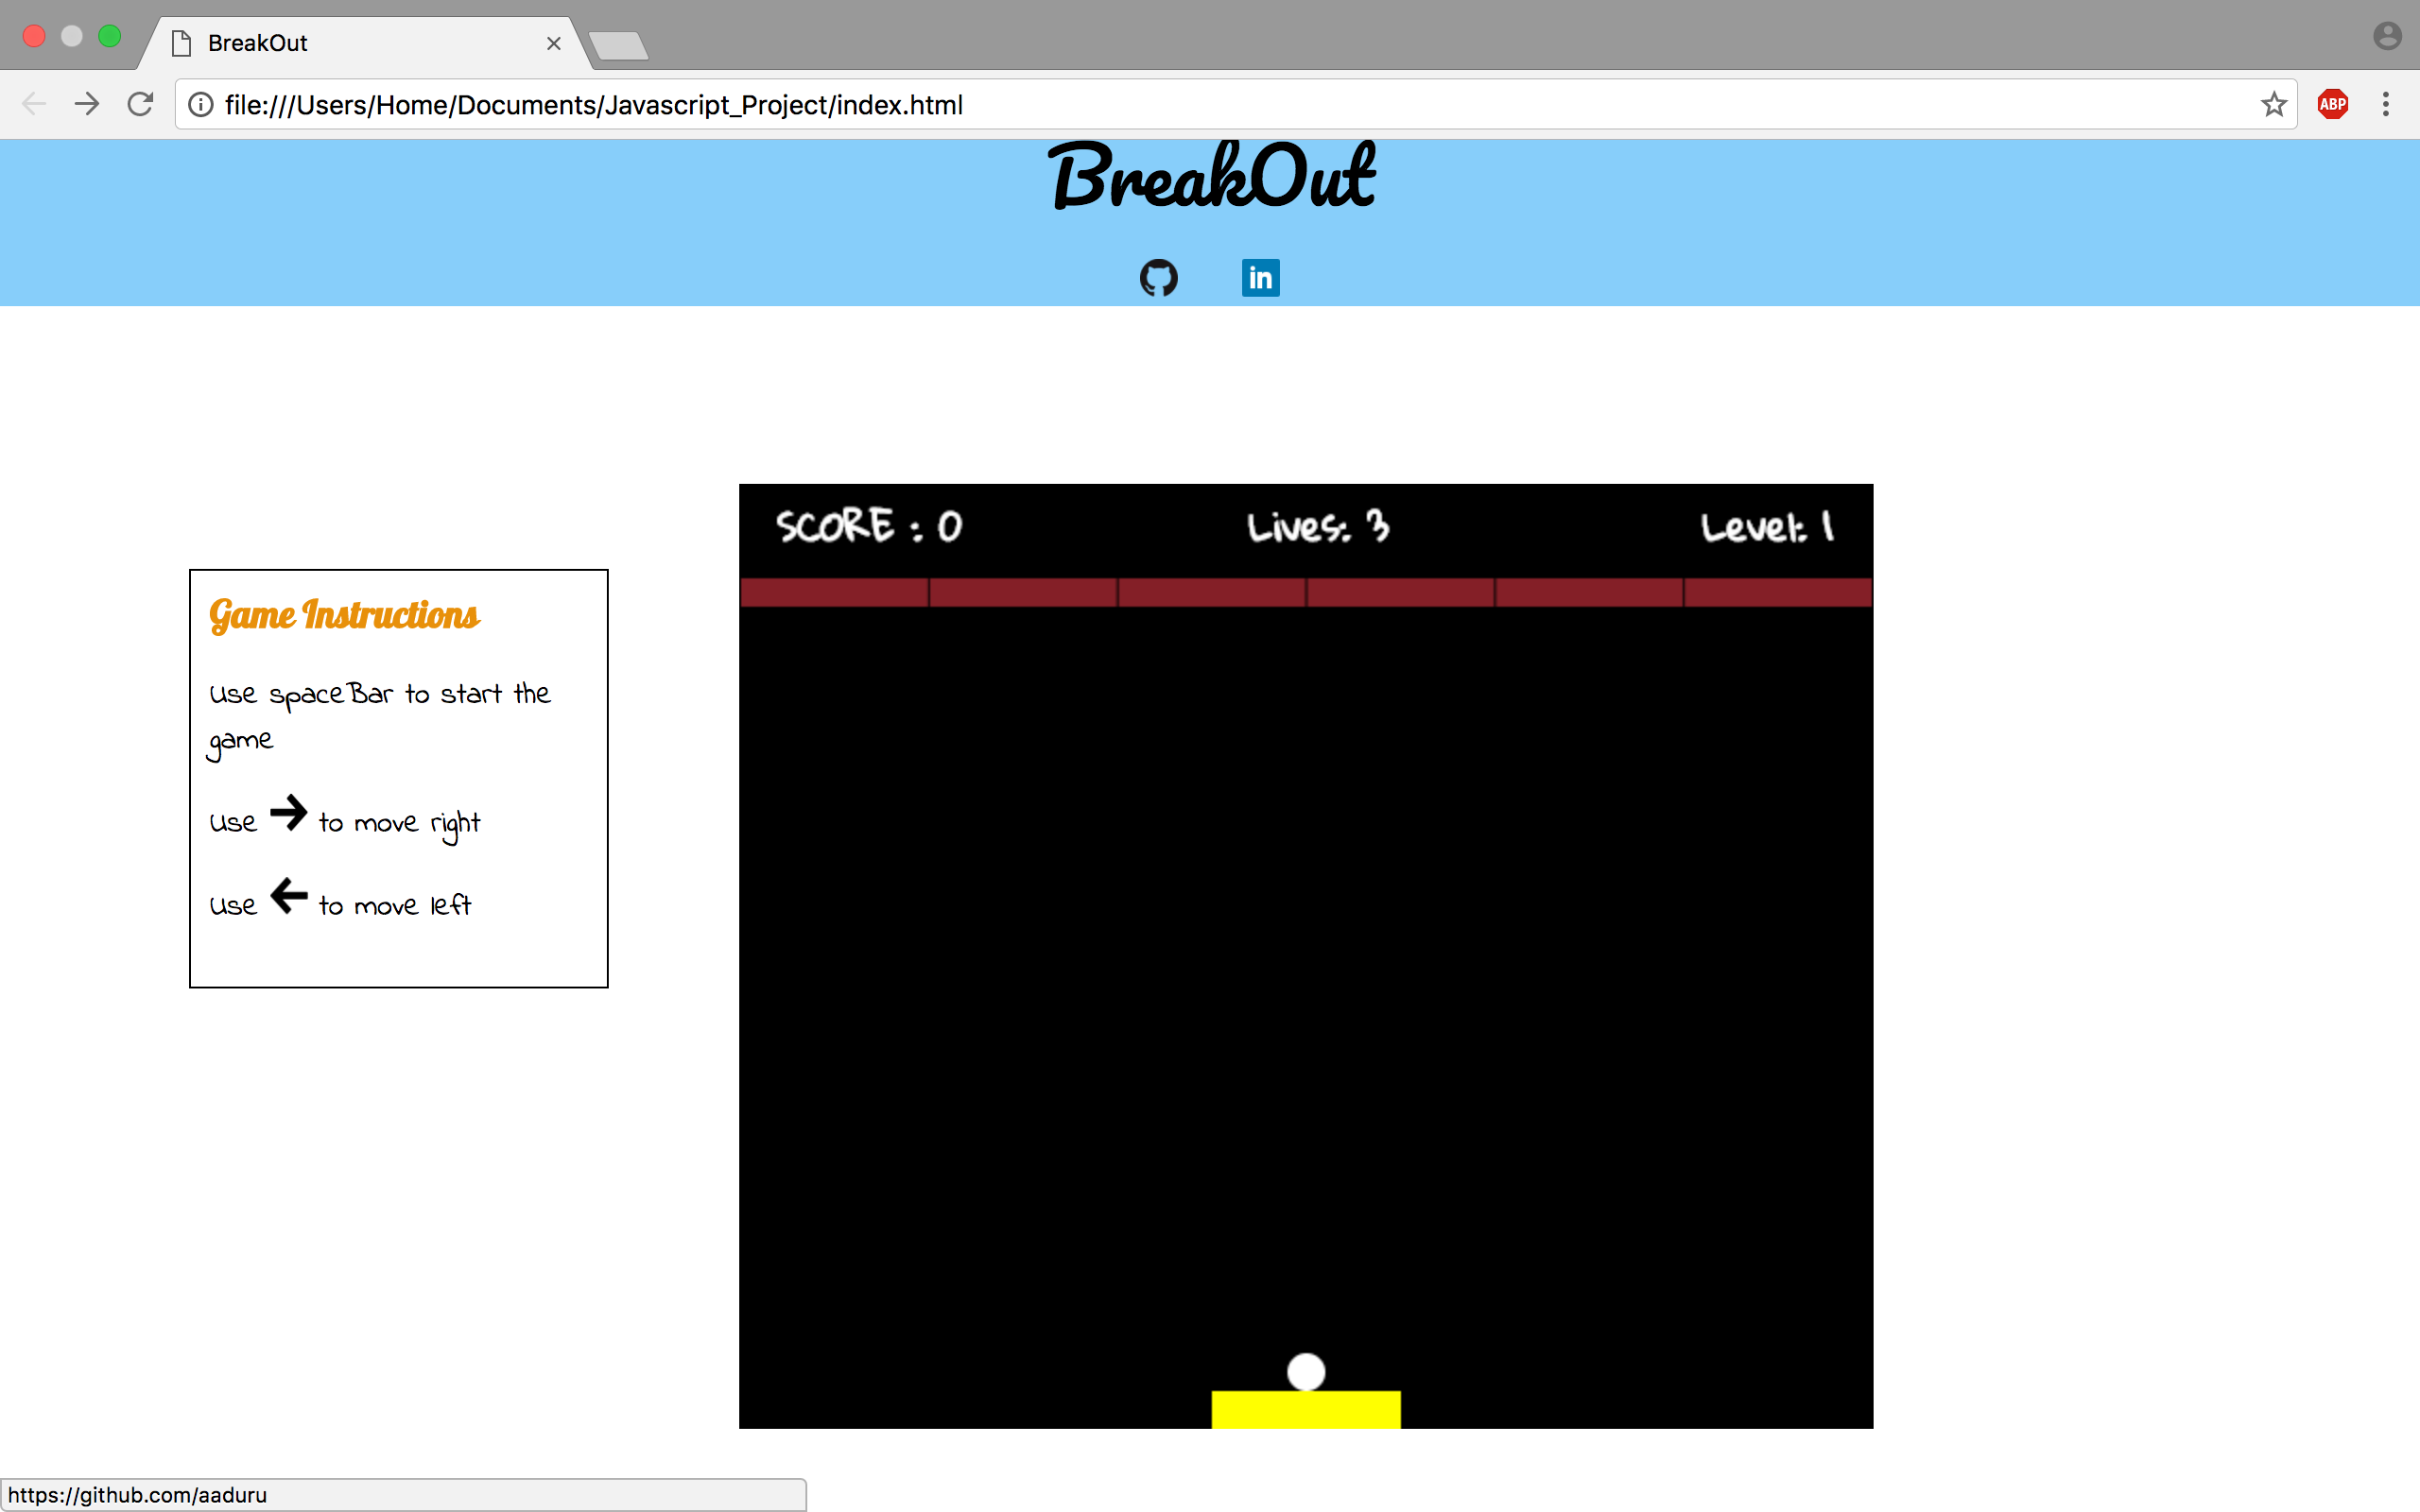 BreakOut
file:///Users/Home/Documents/Javascript_Project/index.html
ABP
BreakOut
in
SCORE : 0 Lives: 3 Level: 1
Game Instructions
Use spaceBar to start the
game
Use → to move right
Use ← to move left
https://github.com/aaduru